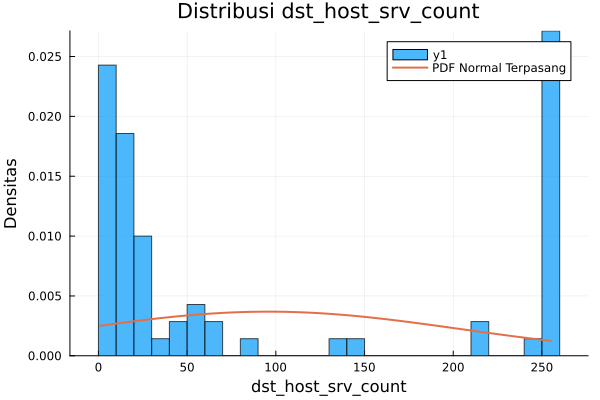 Distribusi dst_host_srv_count
y1
PDF Normal Terpasang
Densitas
0.025
0.020
0.015
0.010
0.005
0.000
0
50
100
150
200
250
dst_host_srv_count